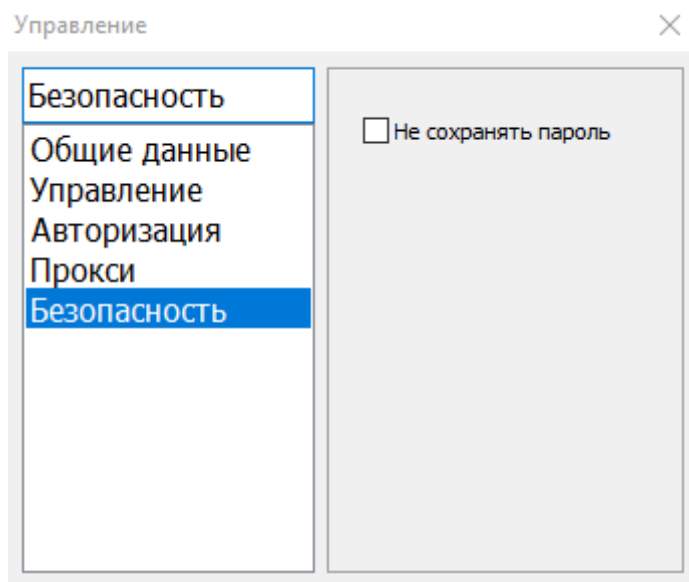 Управление
Безопасность
Общие данные
Управление
Авторизация
Прокси
Безопасность
Не сохранять пароль